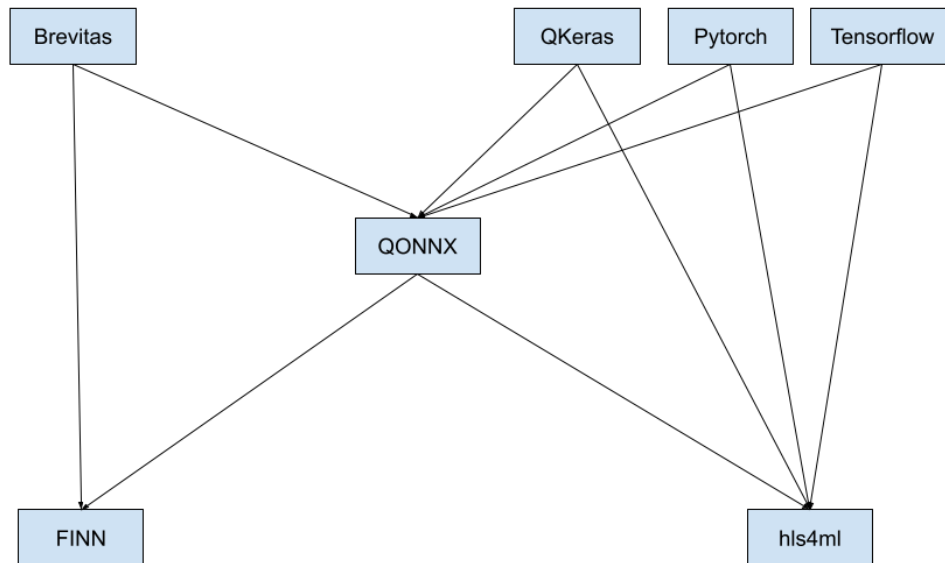 Brevitas
QKeras
Pytorch
Tensorflow
QONNX
FINN
hls4ml